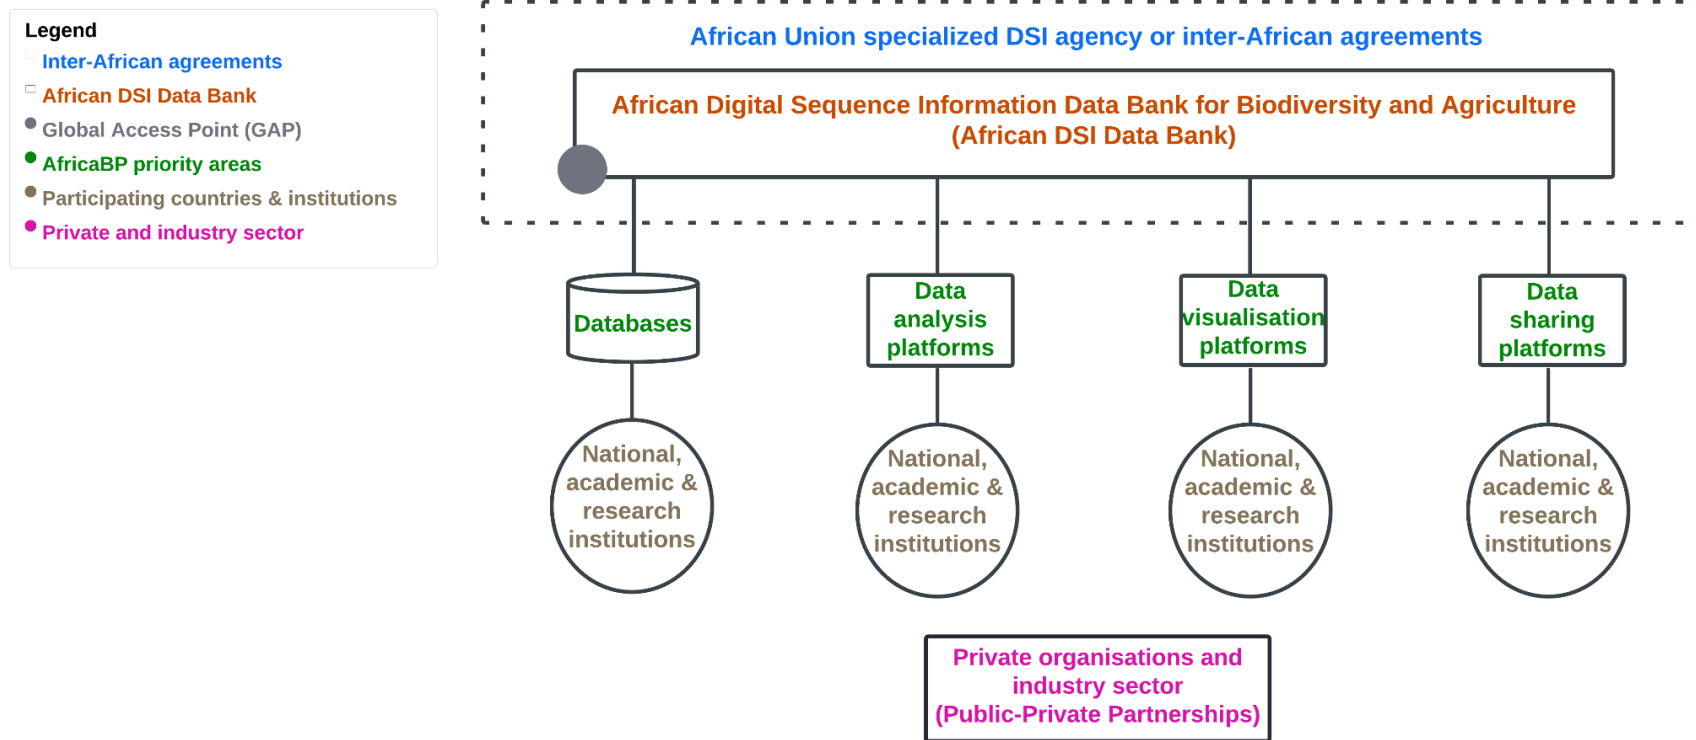 Legend
Inter-African agreements
African DSI Data Bank
Global Access Point (GAP)
AfricaBP priority areas
Participating countries & institutions
Private and industry sector
African Union specialized DSI agency or inter-African agreements
African Digital Sequence Information Data Bank for Biodiversity and Agriculture
(African DSI Data Bank)
Databases
Data
analysis
platforms
Data
visualisation
platforms
Data
sharing
platforms
National,
academic &
research
institutions
National,
academic &
research
institutions
National,
academic &
research
institutions
National,
academic &
research
institutions
Private organisations and
industry sector
(Public-Private Partnerships)